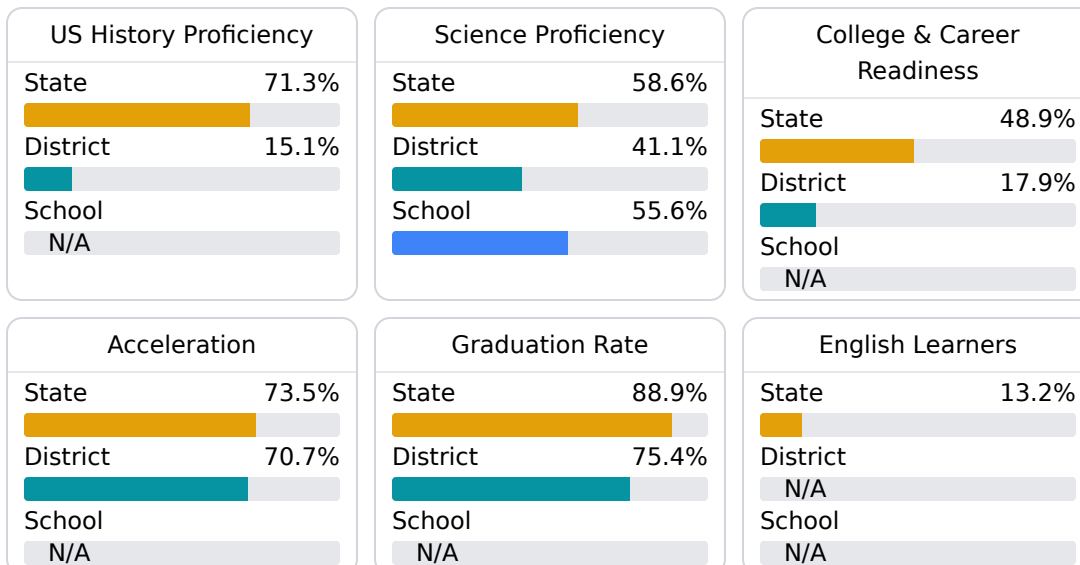 US History Proficiency
State 71.3%
District 15.1%
School
N/A
Science Proficiency
State 58.6%
District 41.1%
School 55.6%
College & Career
Readiness
State 48.9%
District 17.9%
School
N/A
Acceleration
State 73.5%
District 70.7%
School
N/A
Graduation Rate
State 88.9%
District 75.4%
School
N/A
English Learners
State 13.2%
District
N/A
School
N/A